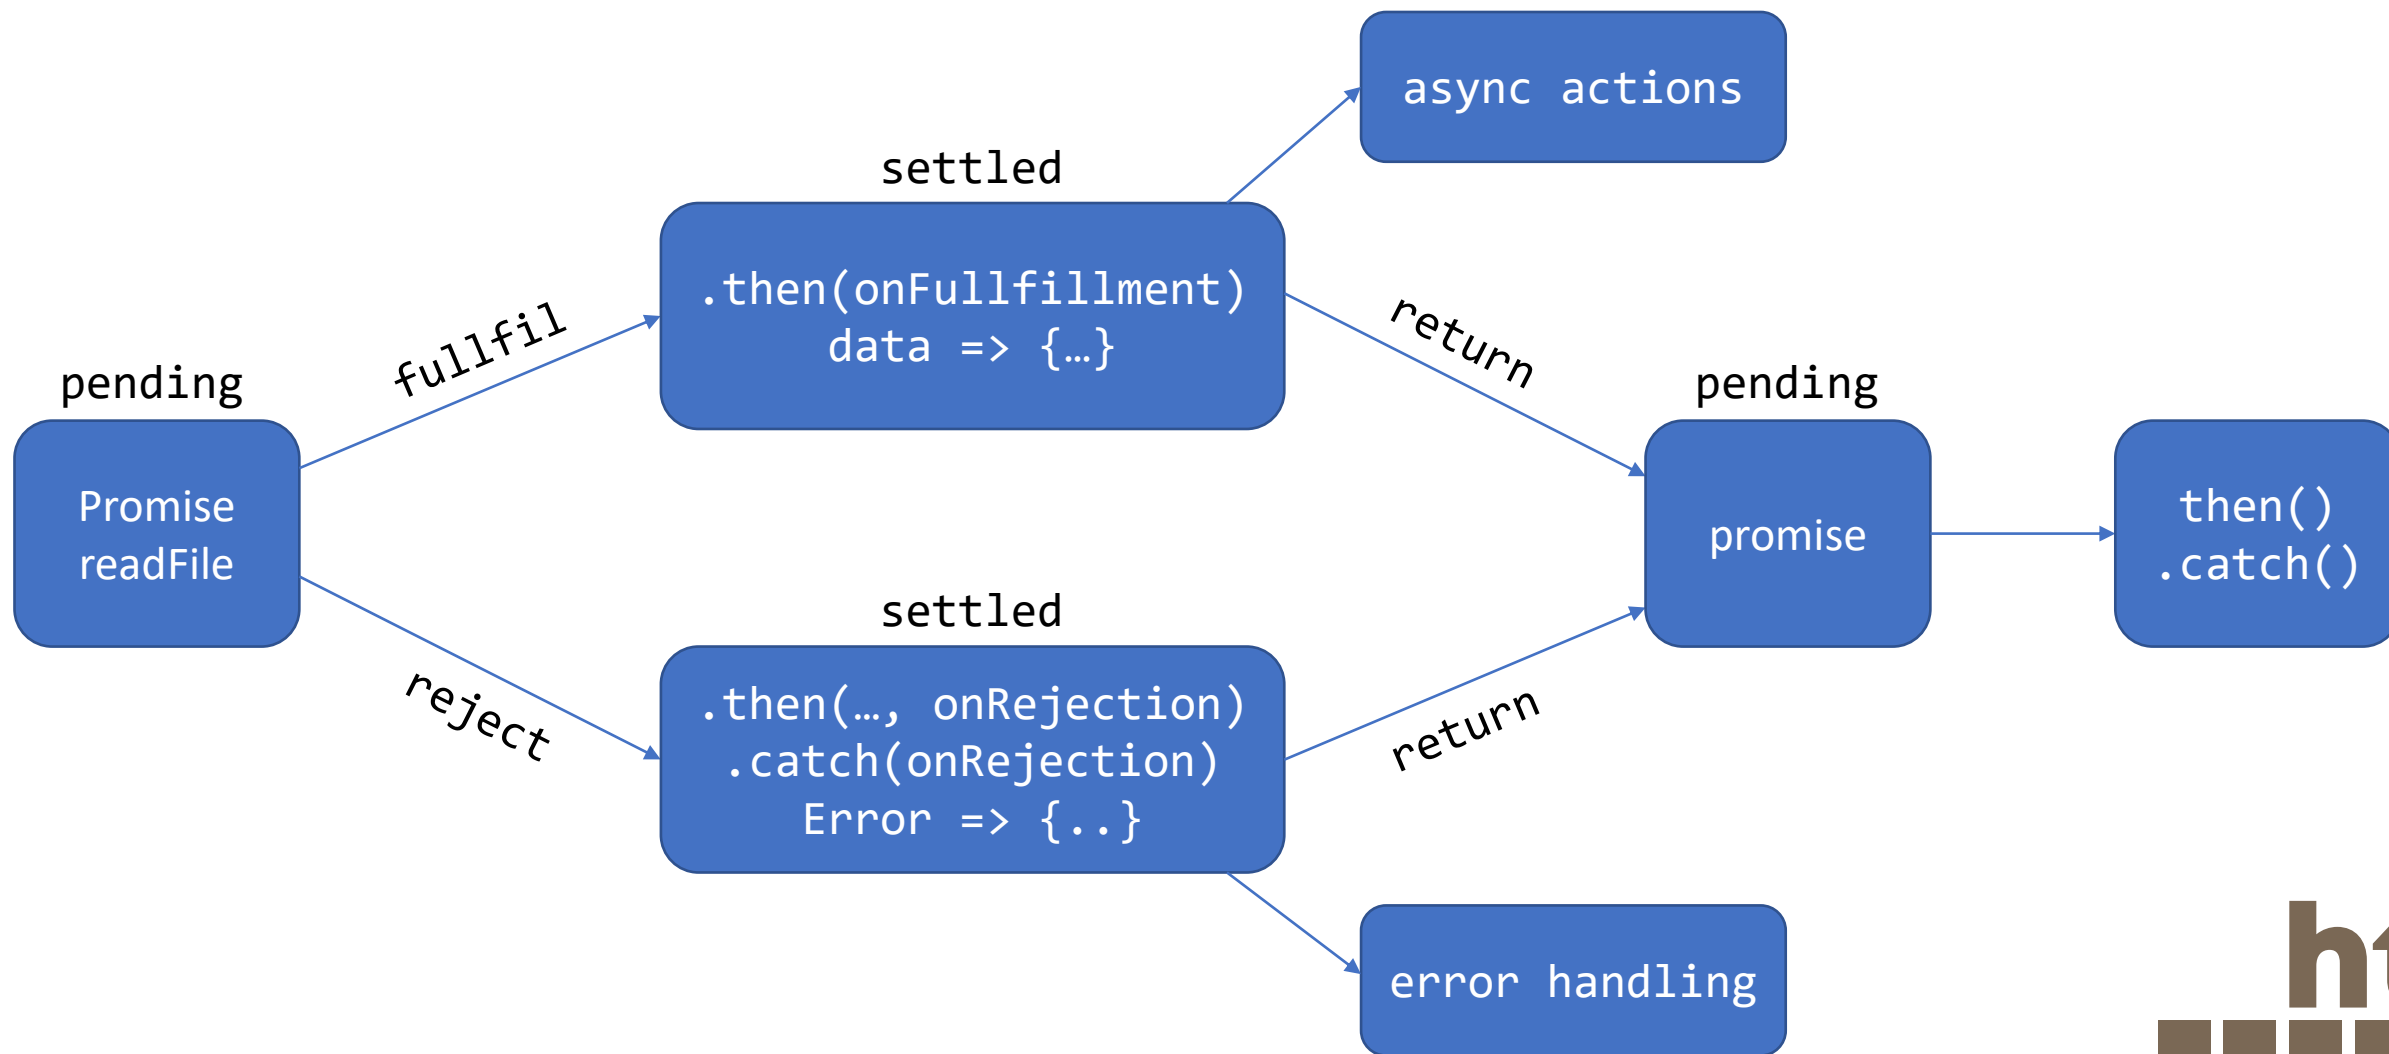 async actions
settled
.then(onFullfillment)
data => {…}
fullfil
return
pending
pending
Promise
readFile
promise
then()
.catch()
settled
.then(…, onRejection)
.catch(onRejection)
Error => {..}
reject
return
error handling